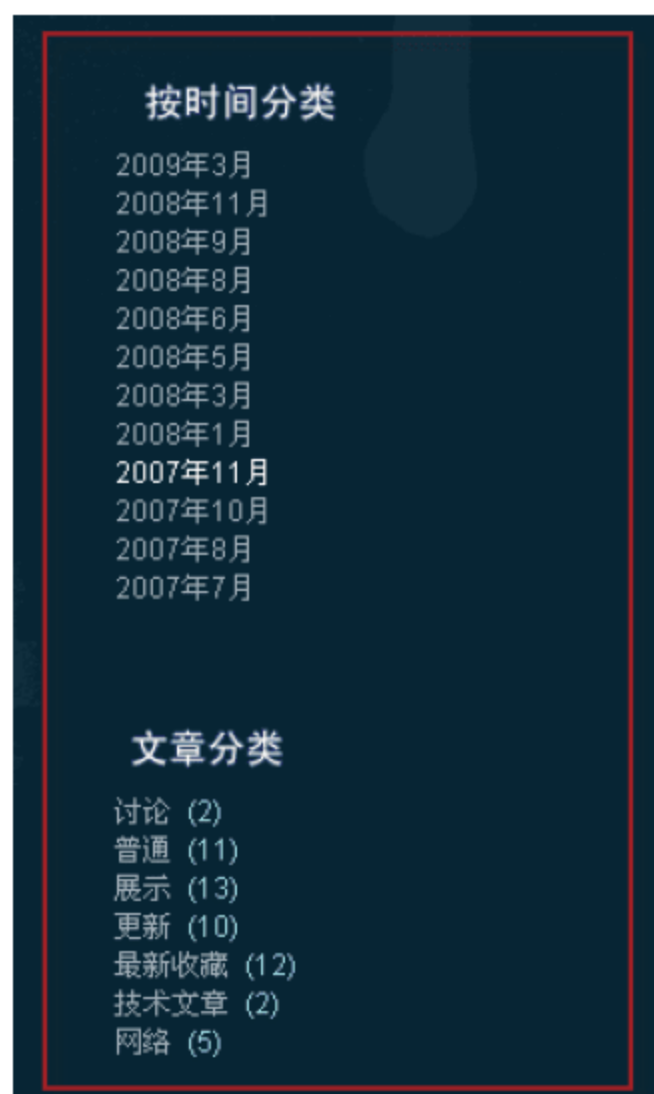 按时间分类
2009年3月
2008年11月
2008年9月
2008年8月
2008年6月
2008年5月
2008年3月
2008年1月
2007年11月
2007年10月
2007年8月
2007年7月
文章分类
讨论 (2)
普通 (11)
展示 (13)
更新 (10)
最新收藏 (12)
技术文章 (2)
网络 (5)